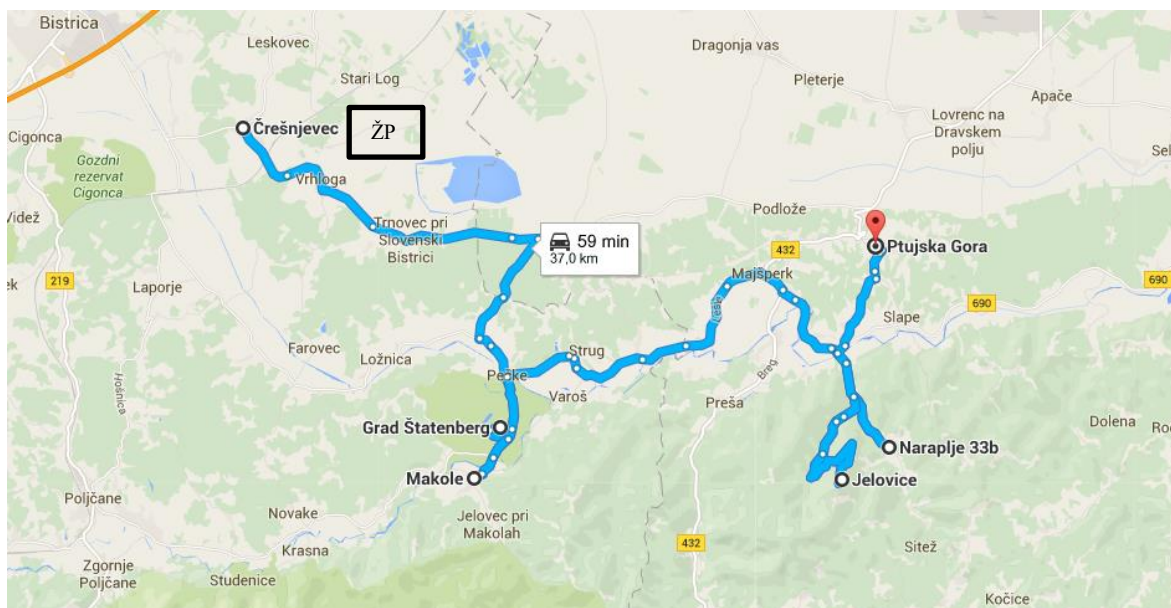 Bistrica
Leskovec
Dragonja vas
Stari Log
Pleterje
Apače
Črešnjevec
ŽP
Lovrenc na
Dravskem
polju
Cigonca
Gozdni
rezervat
Cigonca
Vrhloga
Videž
Podlože
Trnovec pri
Slovenski
Bistrici
59 min
37,0 km
432
Ptujska Gora
219
Laporje
Majšperk
690
690
Slape
Farovec
Ložnica
Hošnica
Strug
Peče
Breg
Varoš
Preša
Dolena
Grad Štatenberg
Naraplje 33b
Makole
Jelovice
Poljčane
Novake
Jelovec pri
Makolah
Krasna
432
Sitež
Zgornje
Poljčane
Studenice
Kočice